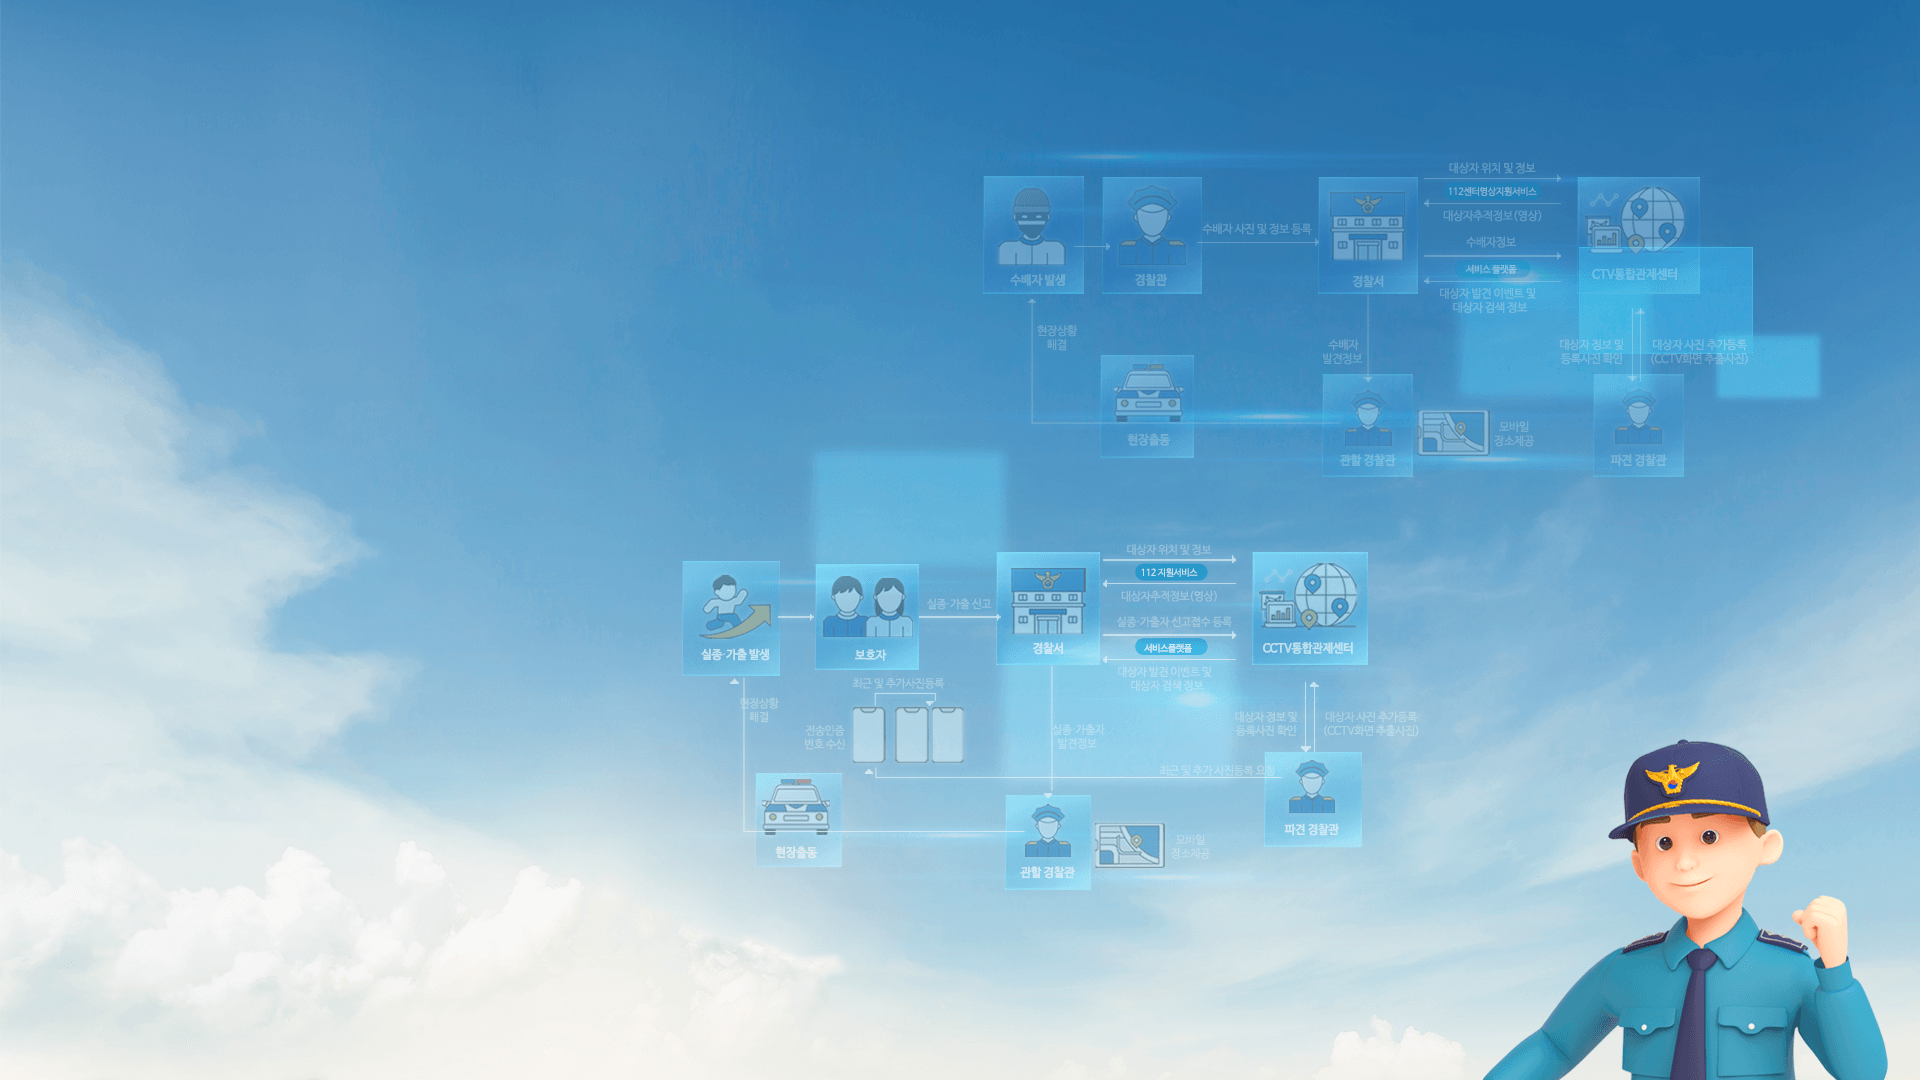 대상자 위치 및 정보
112센터영상지원서비스
대상자추적정보(영상)
수배자 사진 및 정보 등록
수배자정보
서비스 플랫폼
수배자 발생
경찰관
경찰서
CTV통합관제센터
대상자 발견 이벤트 및
대상자 검색 정보
현장상황
해결
수배자
발견정보
대상자 정보 및
등록사진 확인
대상자 사진 추가등록
(CCTV화면 추출사진)
현장출동
관할 경찰관
모바일
장소제공
파견 경찰관
대상자 위치 및 정보
112 지원서비스
대상자추적정보(영상)
실종·가출 신고
실종·가출자 신고접수 등록
서비스플랫폼
실종·가출 발생
보호자
경찰서
CCTV통합관제센터
대상자 발견 이벤트 및
대상자 검색 정보
최근 및 추가사진등록
현장상황
해결
전송인증
번호 수신
실종·가출자
발견정보
대상자 정보 및
등록사진 확인
대상자 사진 추가등록
(CCTV화면 추출사진)
최근 및 추가 사진등록 요청
현장출동
관할 경찰관
모바일
장소제공
파견 경찰관